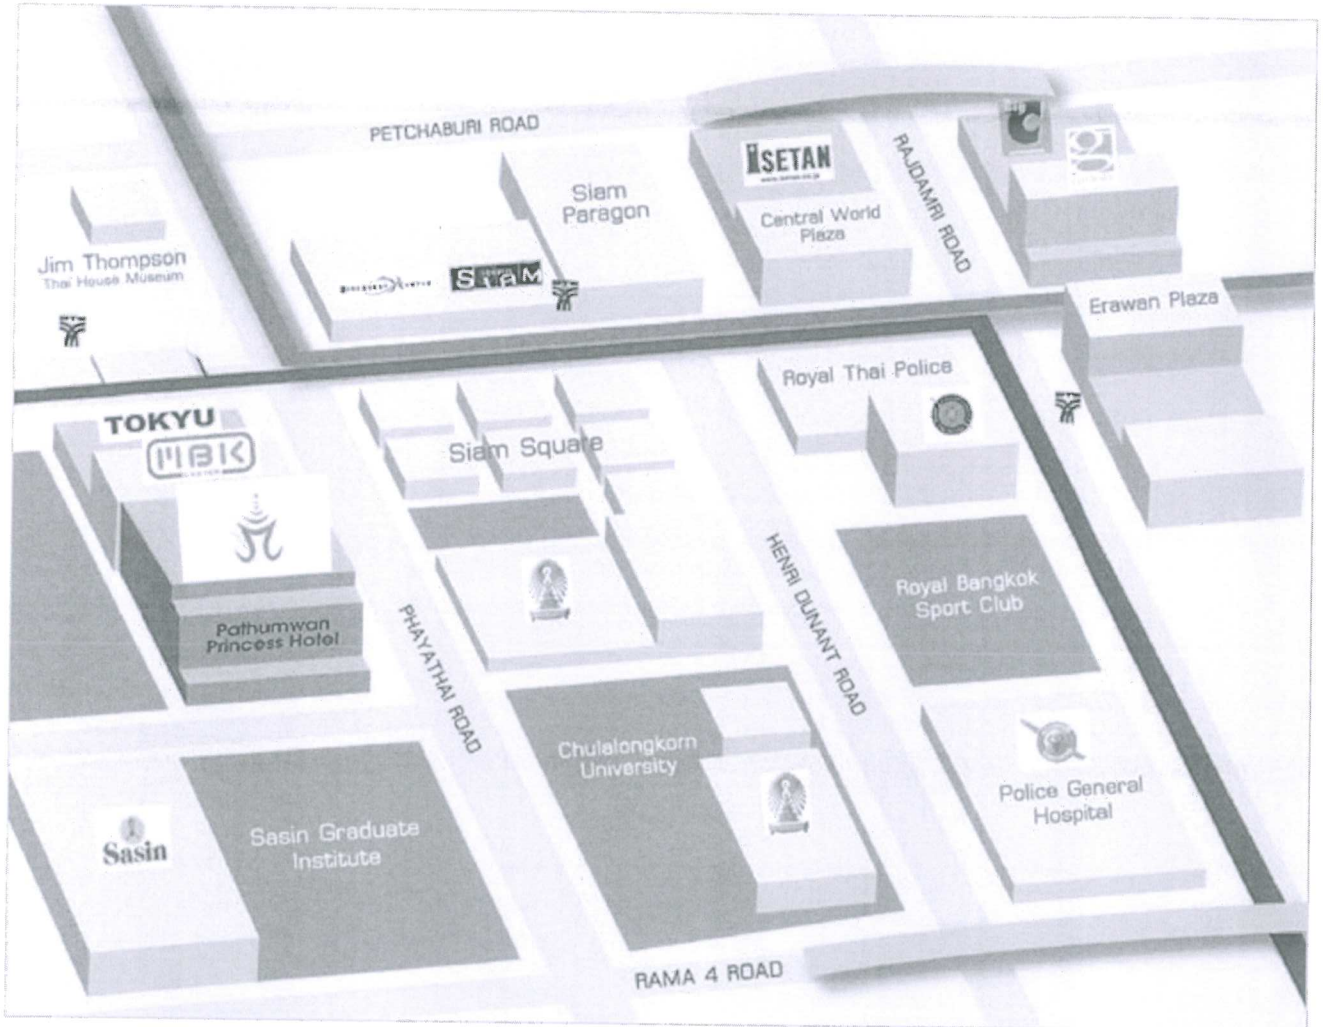 PETCHABURI ROAD
ISETAN
RAJDAMRI ROAD
Siam
Paragon
Central World
Plaza
Jim Thompson
Thai House Museum
SIAM
Erawan Plaza
Royal Thai Police
TOKYU
MBK
CENTER
Siam Square
Pathumwan
Princess Hotel
PHAYATHAI ROAD
HENRI DUNANT ROAD
Royal Bangkok
Sport Club
Chulalongkorn
University
Police General
Hospital
Sasin
Sasin Graduate
Institute
RAMA 4 ROAD